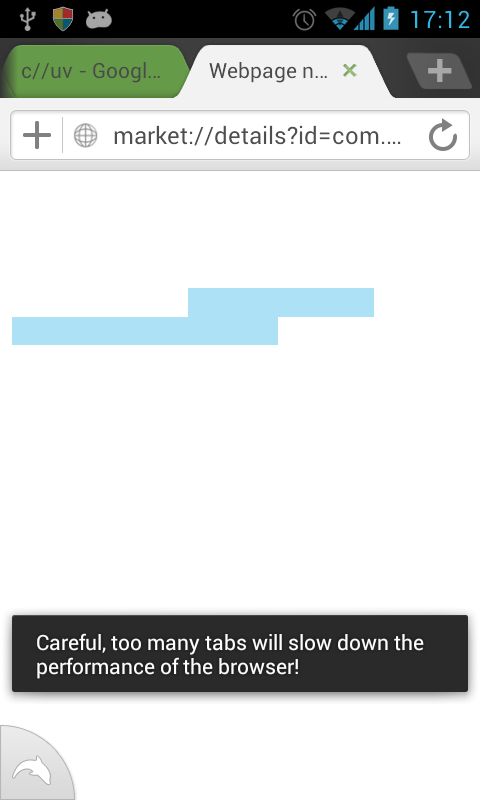 17:12
c//uv - Googl...
Webpage n...
market://details?id=com....
Careful, too many tabs will slow down the
performance of the browser!